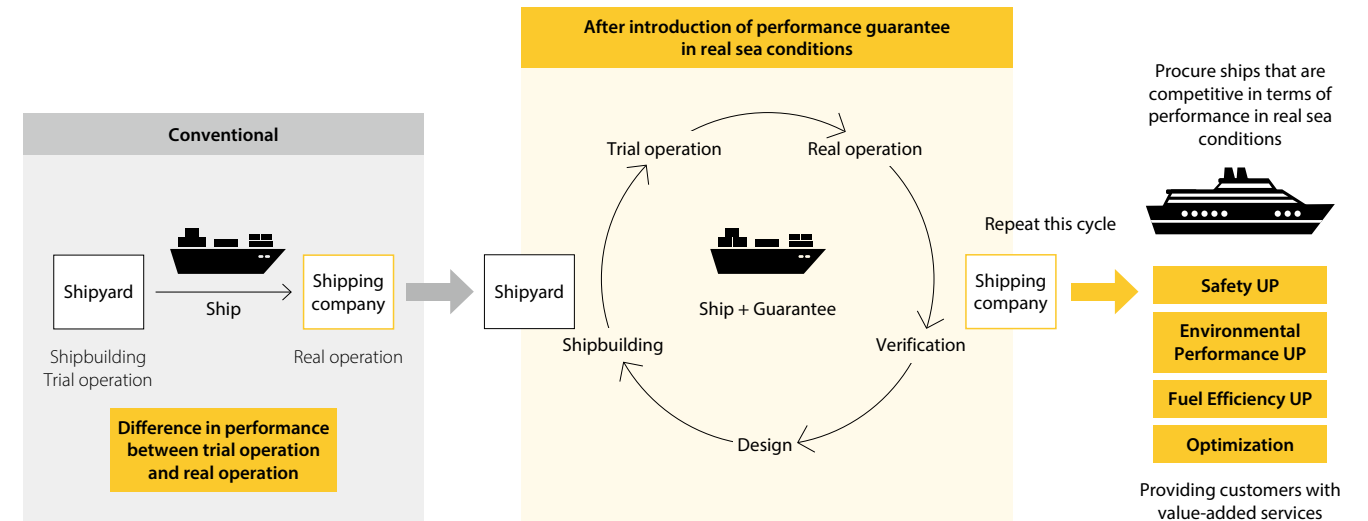 Conventional
Shipyard
Ship
Shipping
company
Shipbuilding
Trial operation
Real operation
Difference in performance
between trial operation
and real operation
After introduction of performance guarantee
in real sea conditions
Shipyard
Trial operation
Real operation
Ship + Guarantee
Shipbuilding
Verification
Design
Repeat this cycle
Shipping
company
Procure ships that are
competitive in terms of
performance in real sea
conditions
Safety UP
Environmental
Performance UP
Fuel Efficiency UP
Optimization
Providing customers with
value-added services